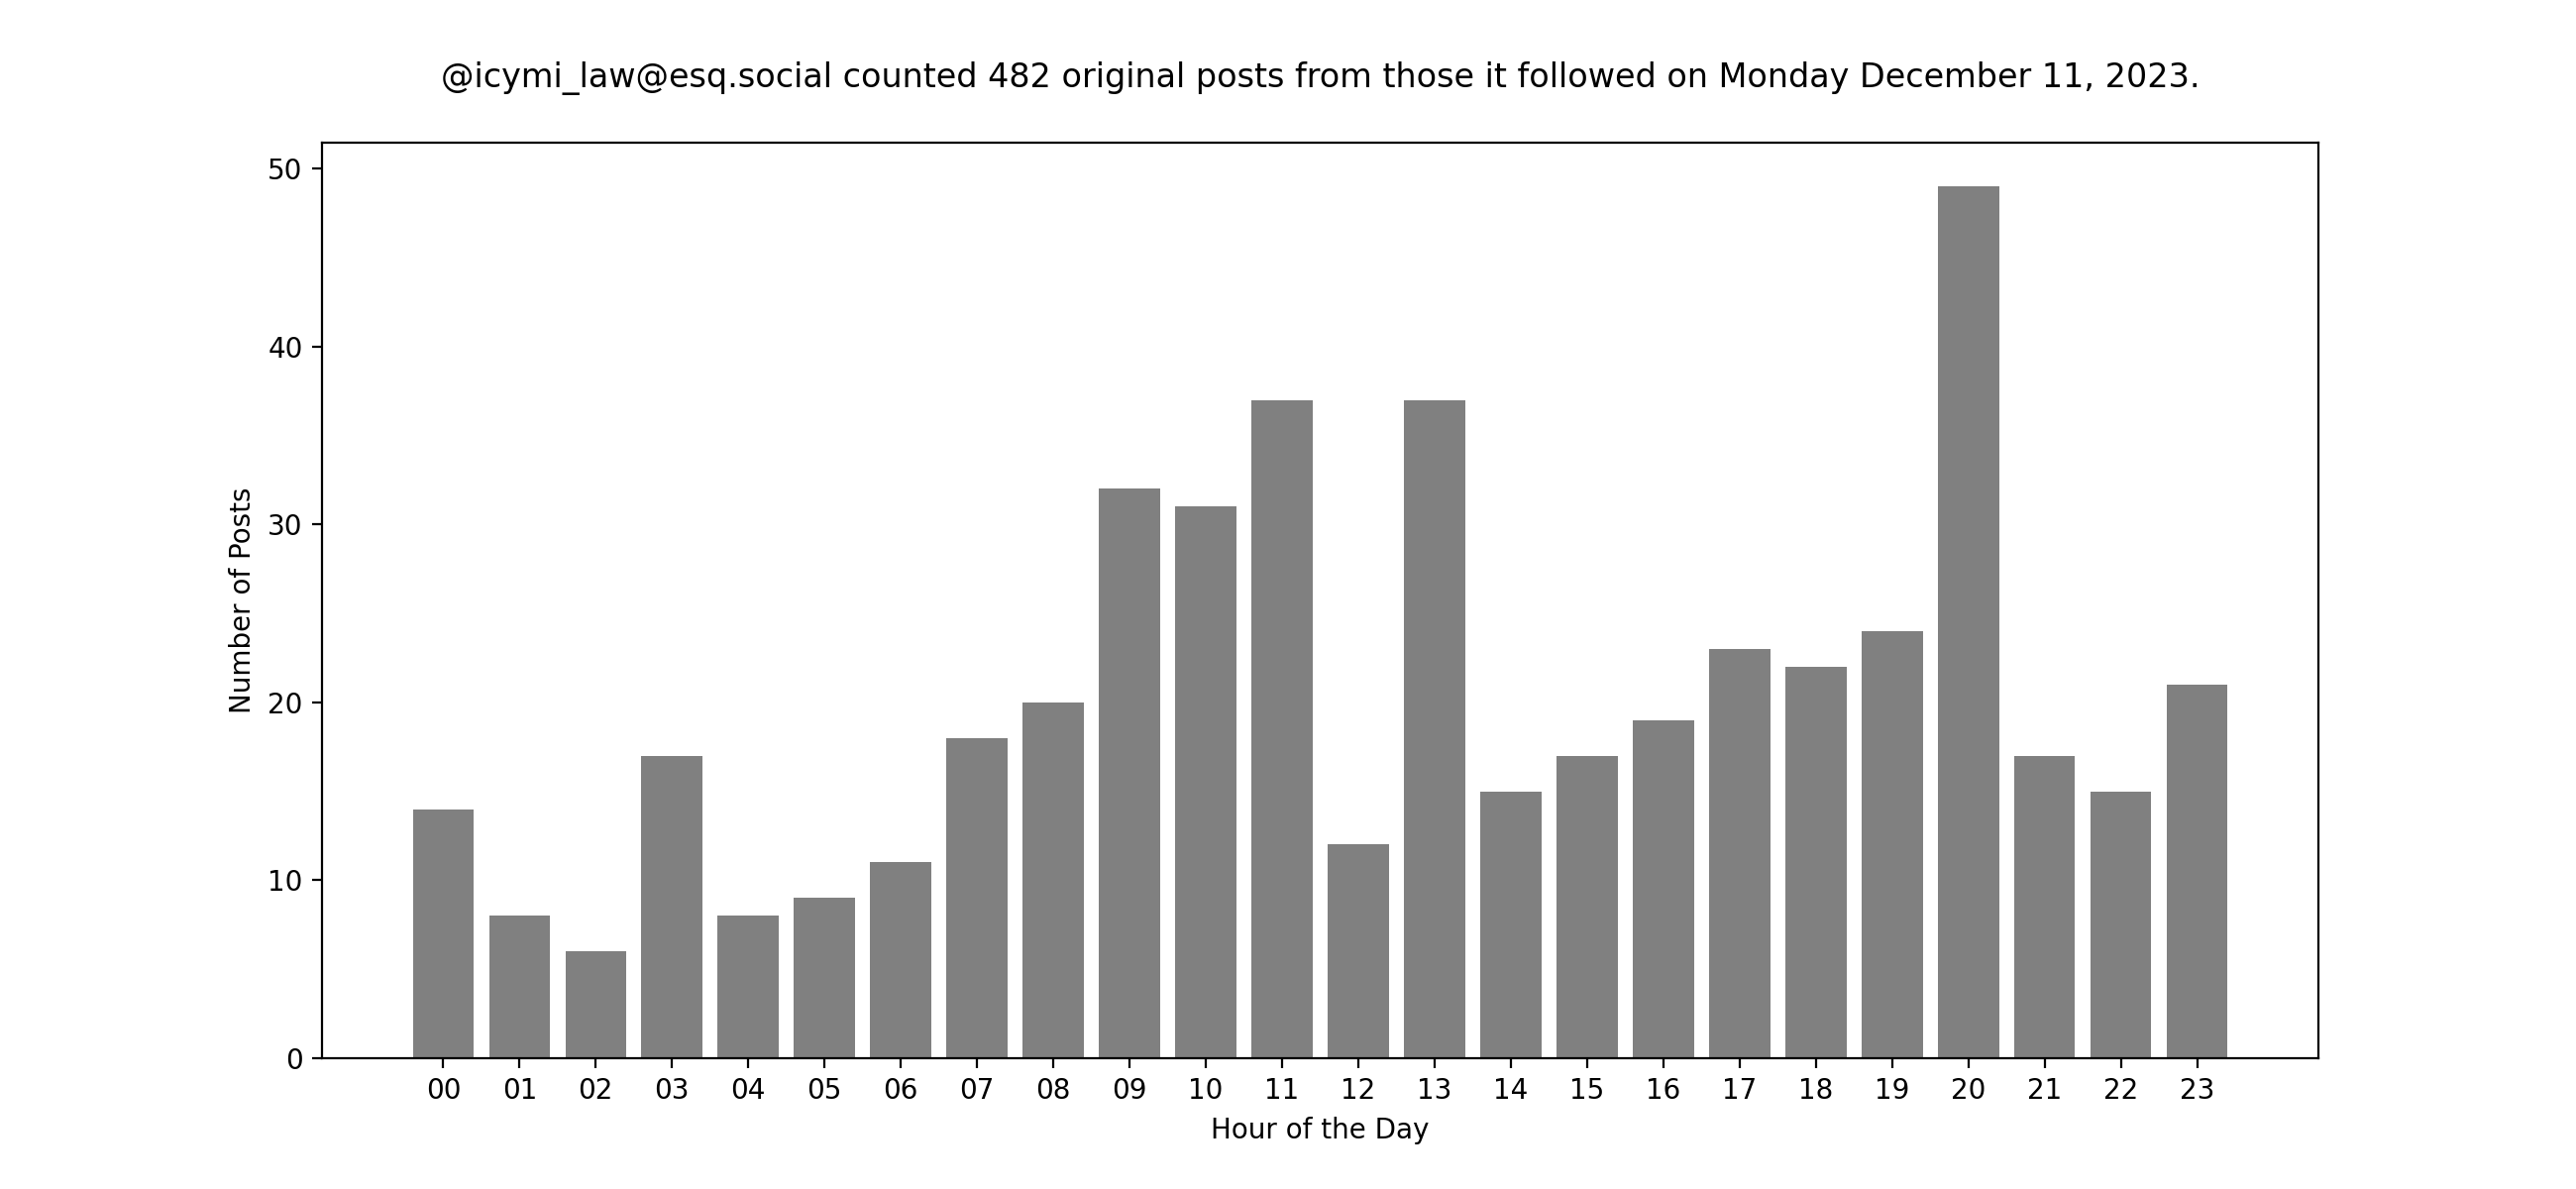 @icymi_law@esq.social counted 482 original posts from those it followed on Monday December 11, 2023.
50
40
30
20
10
0
Number of Posts
00 01 02 03 04 05 06 07 08 09 10 11 12 13 14 15 16 17 18 19 20 21 22 23
Hour of the Day